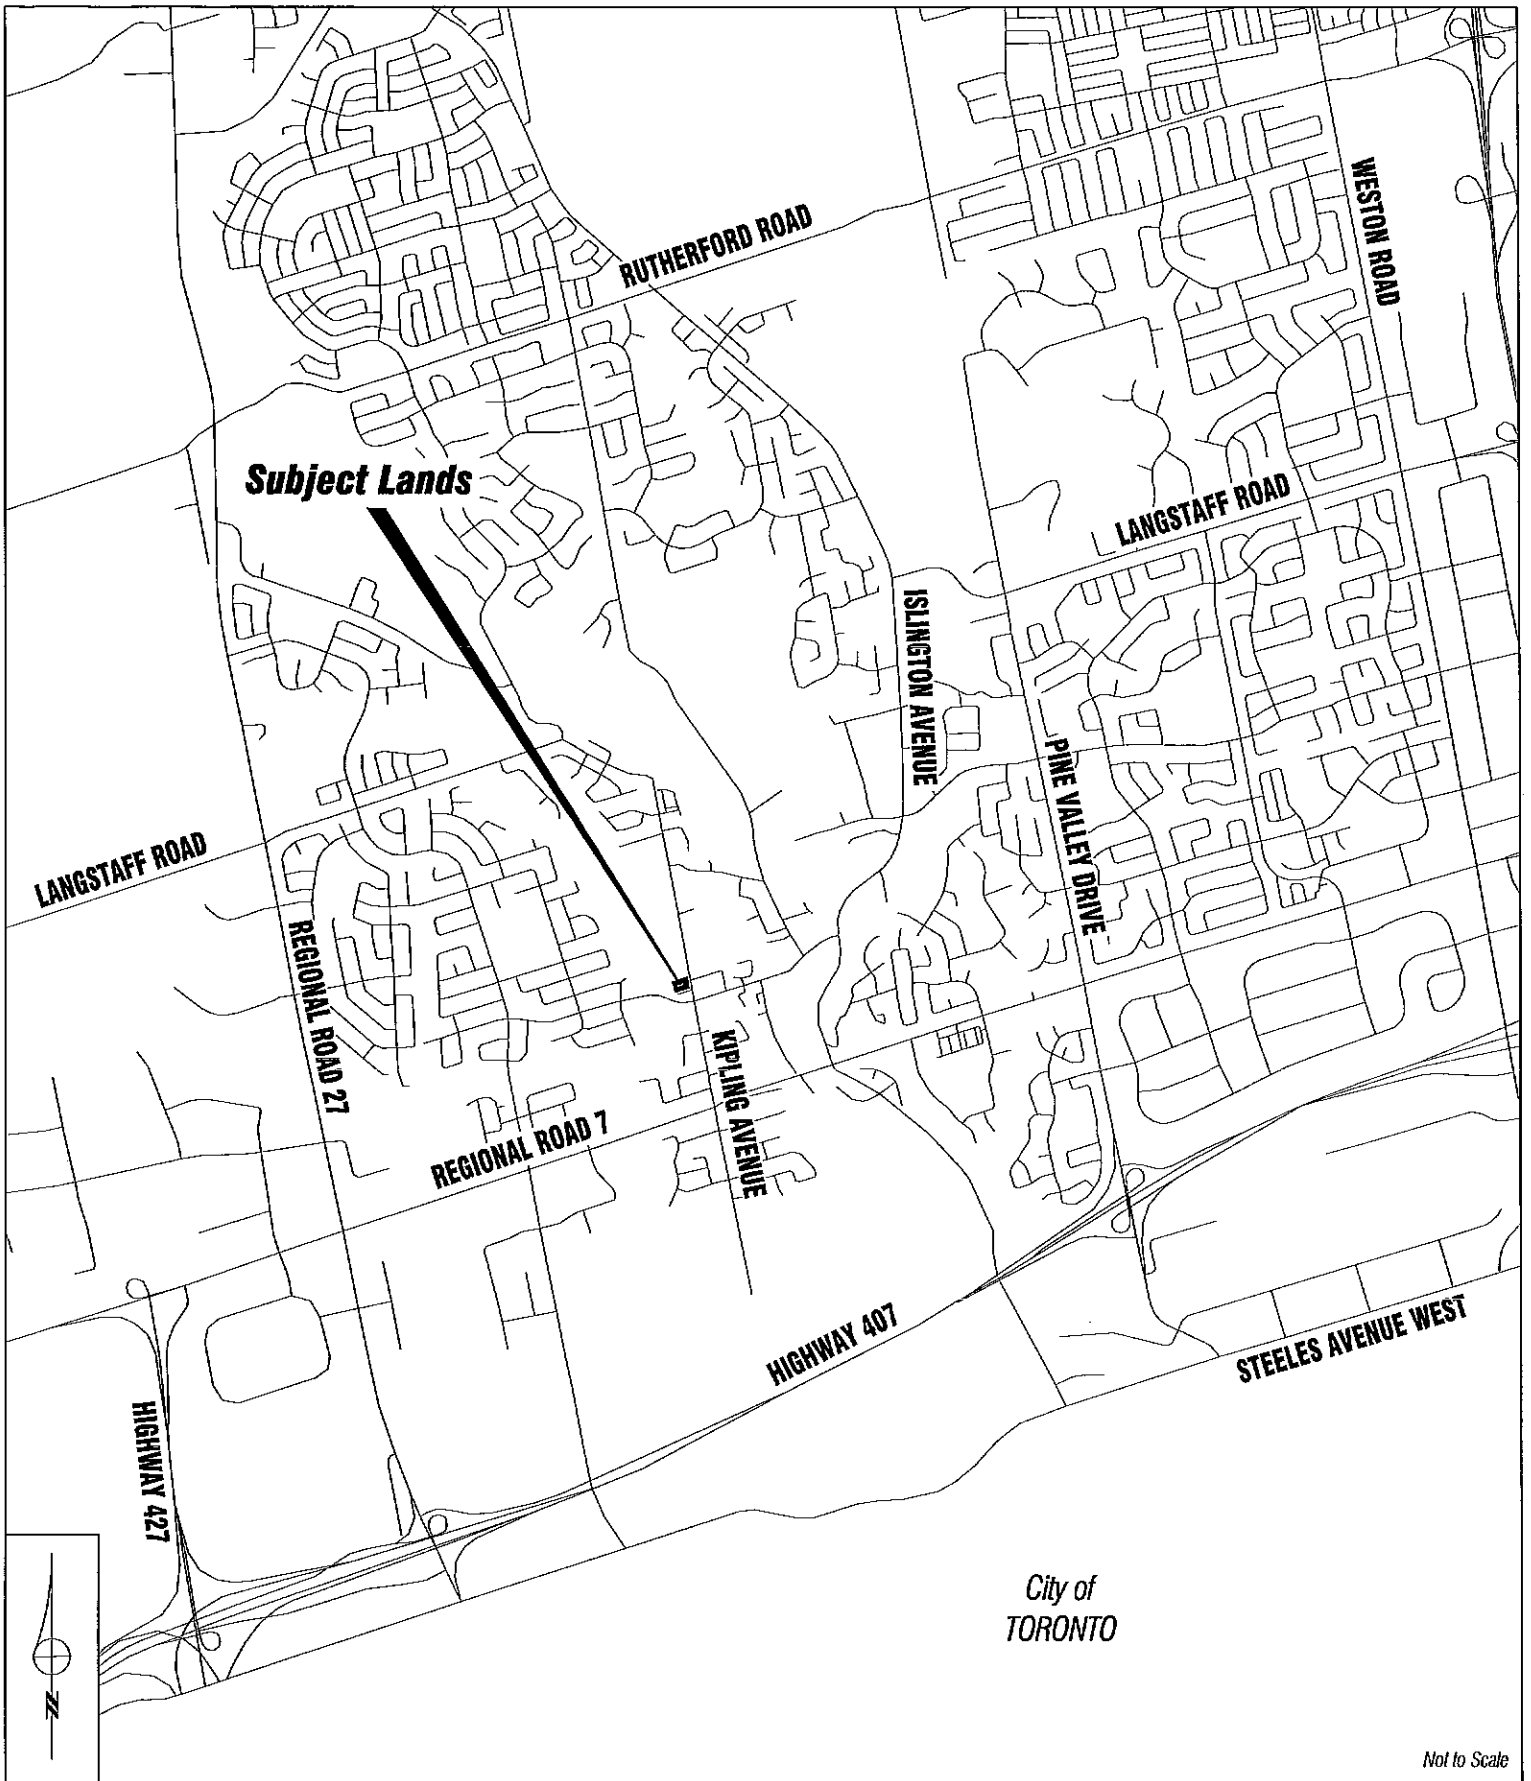 WESTON ROAD
RUTHERFORD ROAD
Subject Lands
LANGSTAFF ROAD
ISLINGTON AVENUE
PINE VALLEY DRIVE
LANGSTAFF ROAD
REGIONAL ROAD 27
KIPLING AVENUE
REGIONAL ROAD 7
HIGHWAY 407
STEELES AVENUE WEST
HIGHWAY 427
City of
TORONTO
N
Not to Scale